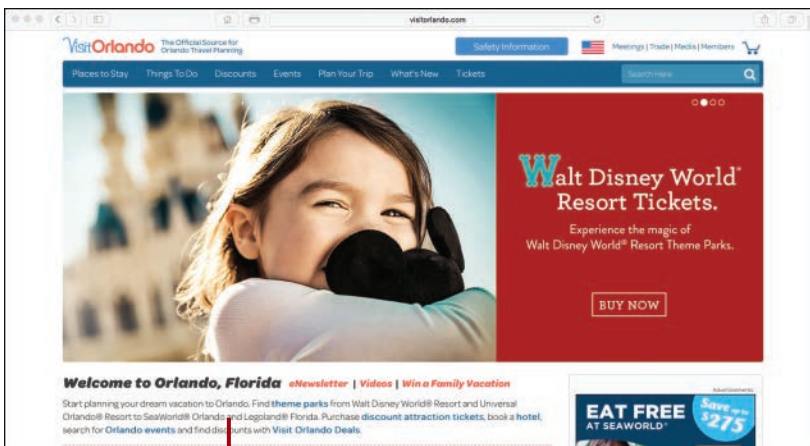 visitorlando.com
VisitOrlando The Official Source for
Orlando Travel Planning
Safety Information
Meetings | Trade | Media | Members
Places to Stay Things To Do Discounts Events Plan Your Trip What's New Tickets
Search Here
Walt Disney World®
Resort Tickets.
Experience the magic of
Walt Disney World® Resort Theme Parks.
BUY NOW
Welcome to Orlando, Florida eNewsletter | Videos | Win a Family Vacation
Start planning your dream vacation to Orlando. Find theme parks from Walt Disney World® Resort and Universal
Orlando® Resort to SeaWorld® Orlando and Legoland® Florida. Purchase discount attraction tickets, book a hotel,
search for Orlando events and find discounts with Visit Orlando Deals.
Advertisements
EAT FREE
AT SEAWORLD®
Save up to
$275